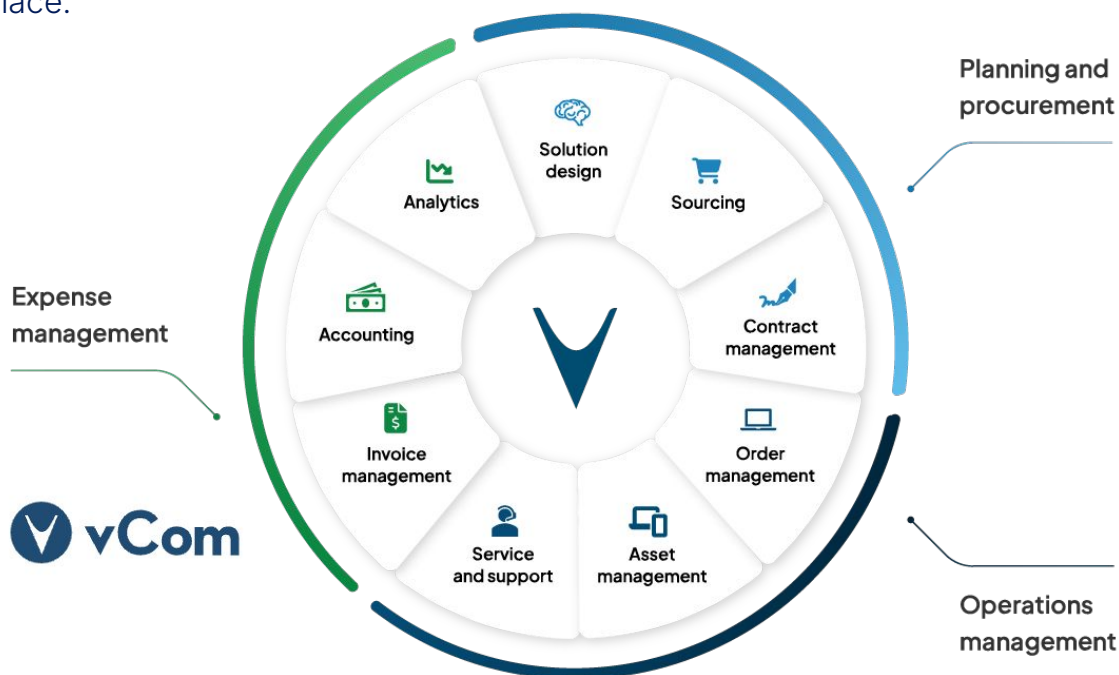 lace.
Planning and
procurement
Solution
design
Sourcing
Analytics
Expense
management
Accounting
Contract
management
Invoice
management
Order
management
vCom
Service
and support
Asset
management
Operations
management